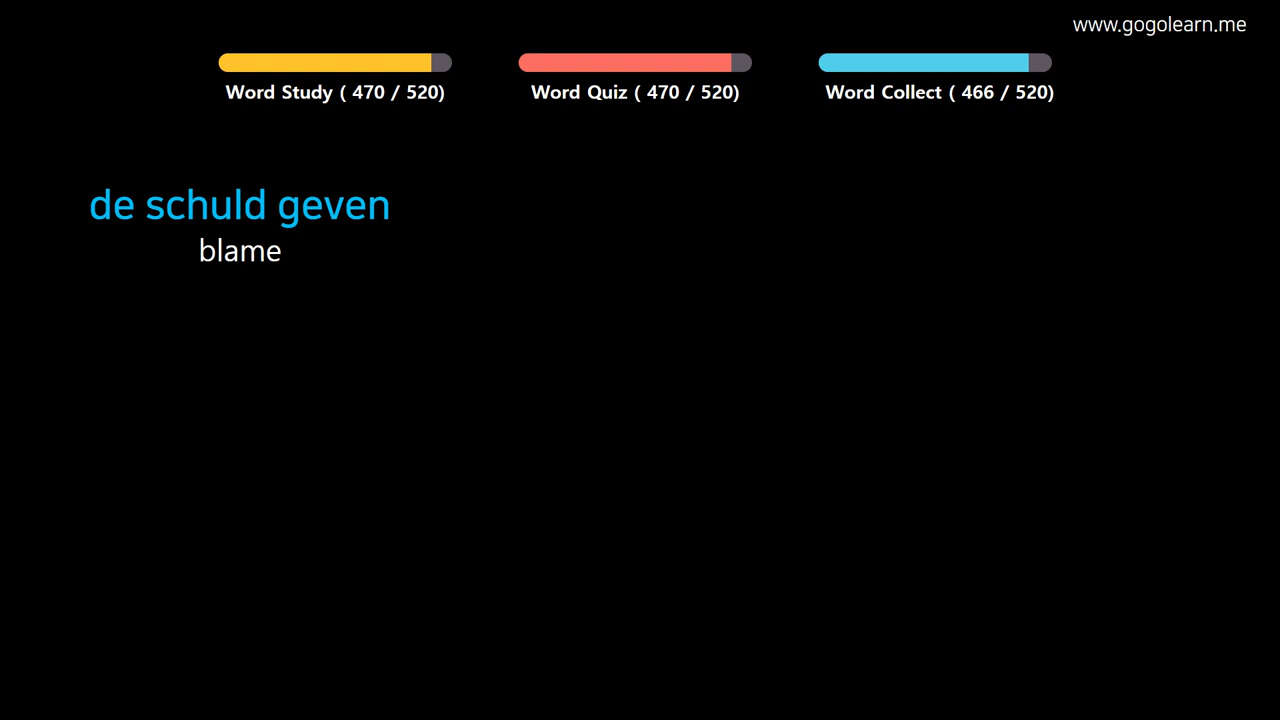 www.gogolearn.me
Word Study ( 470 / 520)
Word Quiz ( 470 / 520)
Word Collect ( 466 / 520)
de schuld geven
blame